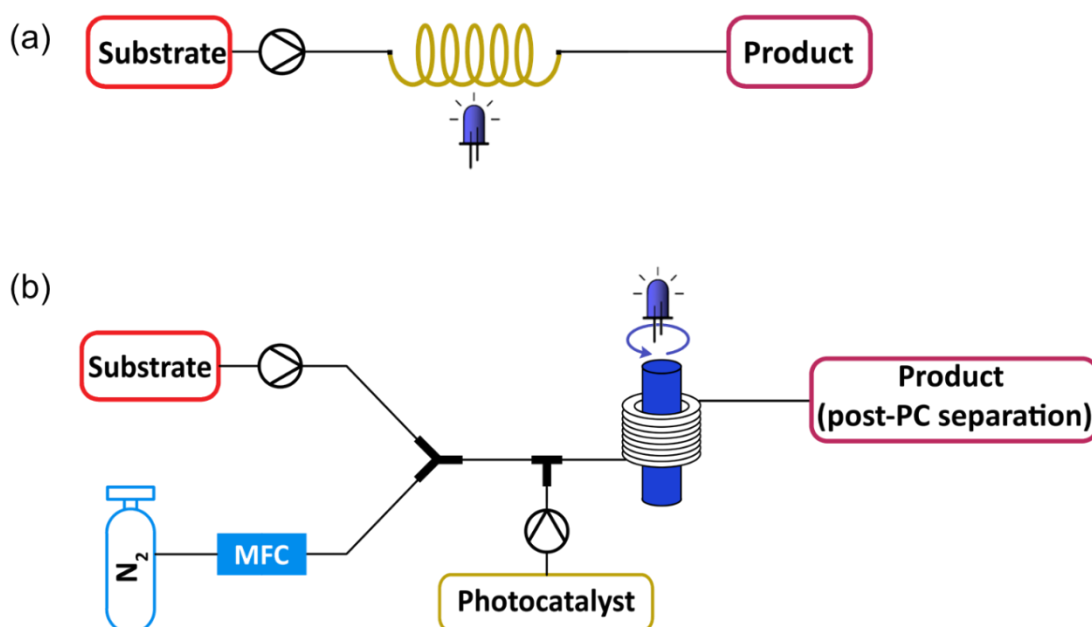 (a)
Substrate
Product
(b)
Substrate
Product
(post-PC separation)
N₂
MFC
Photocatalyst